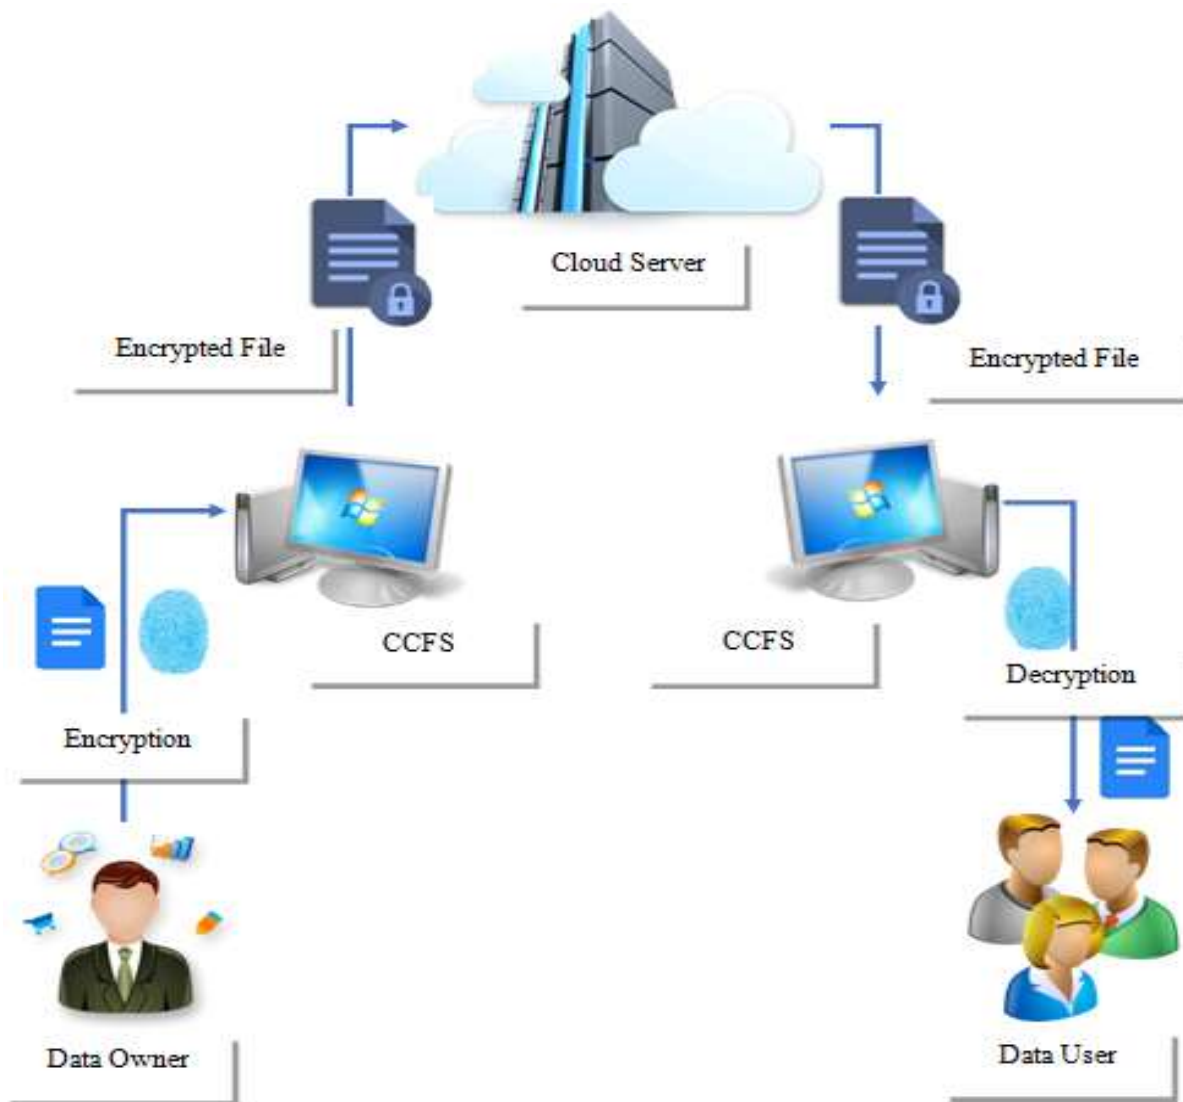 Cloud Server
Encrypted File
Encrypted File
CCFS
CCFS
Encryption
Decryption
Data Owner
Data User